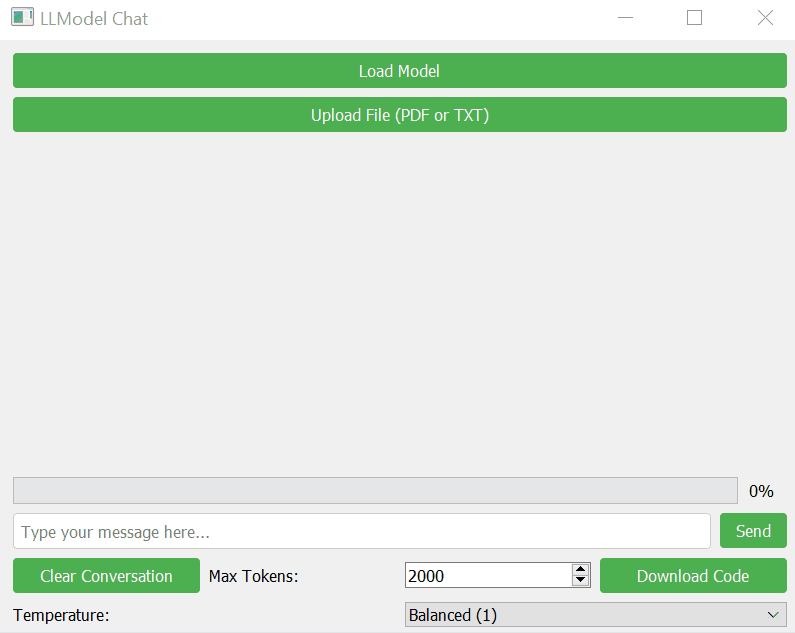 LLModel Chat
Load Model
Upload File (PDF or TXT)
0%
Type your message here...
Send
Clear Conversation
Max Tokens:
2000
Download Code
Temperature:
Balanced (1)